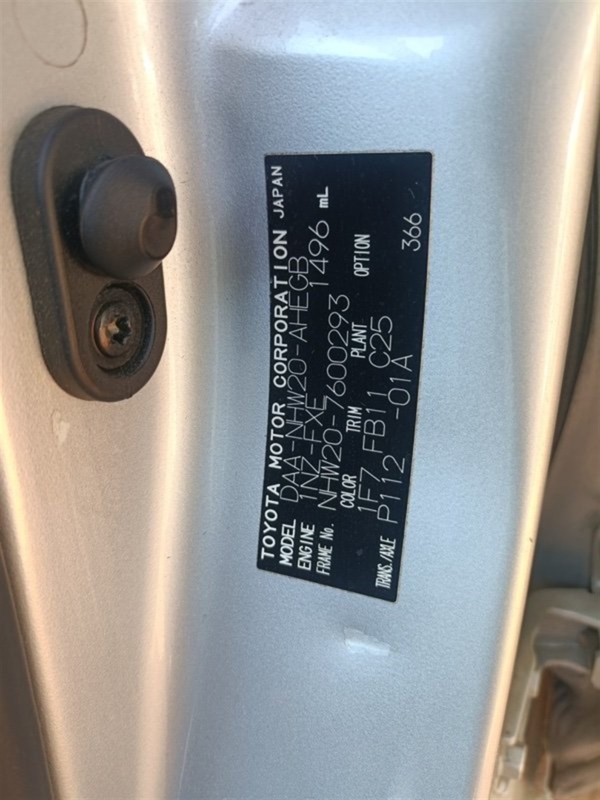 TOYOTA MOTOR CORPORATION JAPAN
MODEL DAA-NHW20-AHEGB
ENGINE 1NZ-FXE 1496 mL
FRAME No. NHW20-7600293
COLOR TRIM PLANT OPTION
1F7 FB11 C25
TRANS./AXLE P112 -01A 366